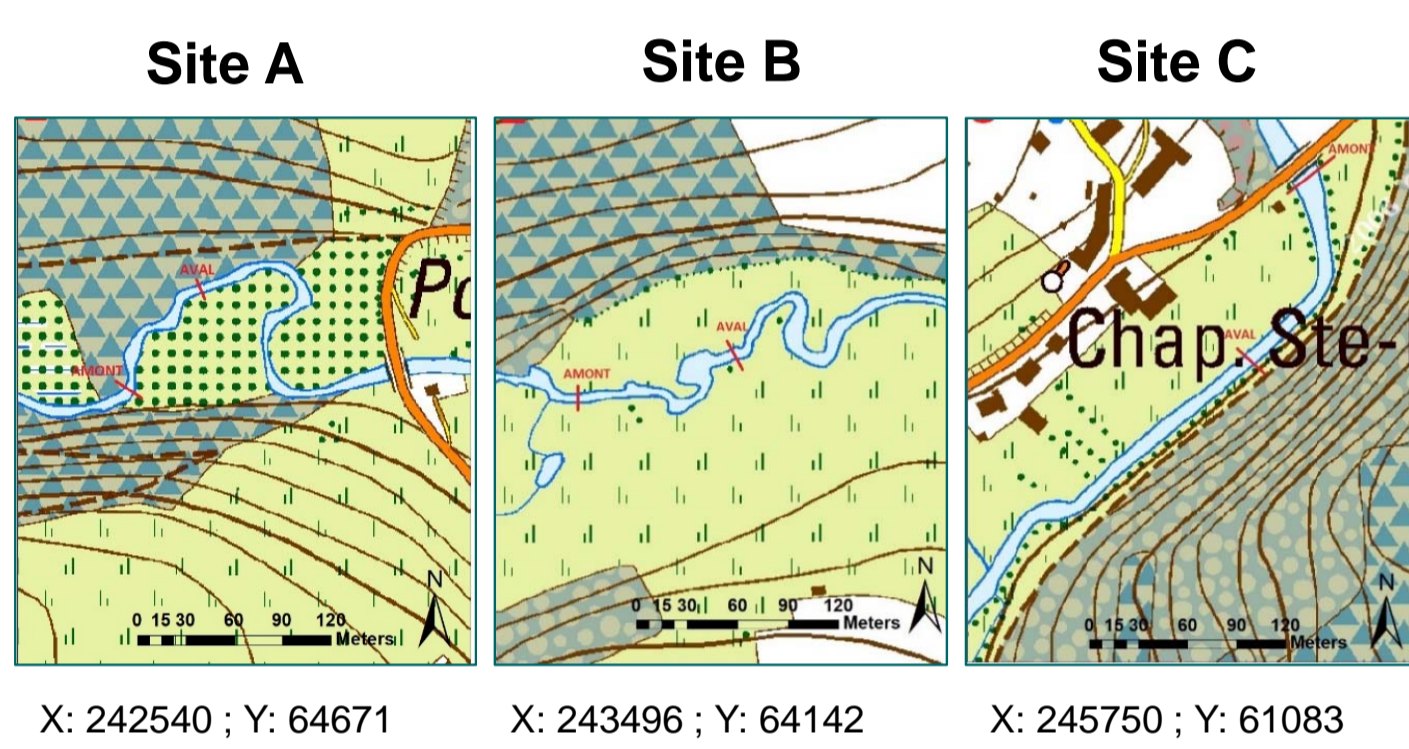 Site A
Site B
Site C
AVAL
AMONT
Po
N
0 15 30 60 90 120
Meters
AVAL
AMONT
N
0 15 30 60 90 120
Meters
AMONT
AVAL
Chap. Ste-
N
0 15 30 60 90 120
Meters
X: 242540 ; Y: 64671
X: 243496 ; Y: 64142
X: 245750 ; Y: 61083